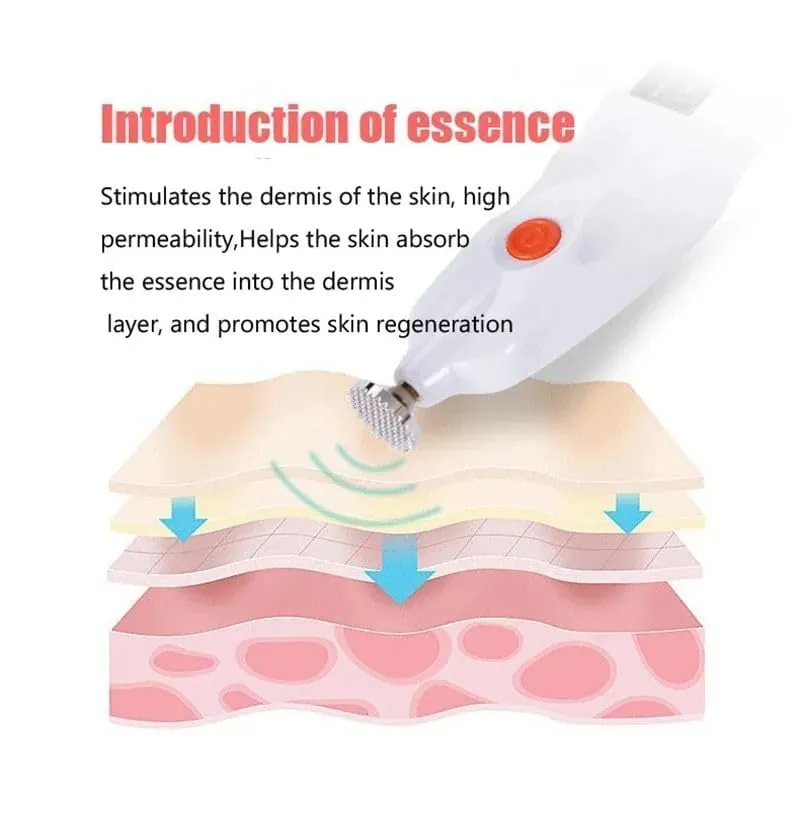 Introduction of essence
Stimulates the dermis of the skin, high
permeability,Helps the skin absorb
the essence into the dermis
layer, and promotes skin regeneration